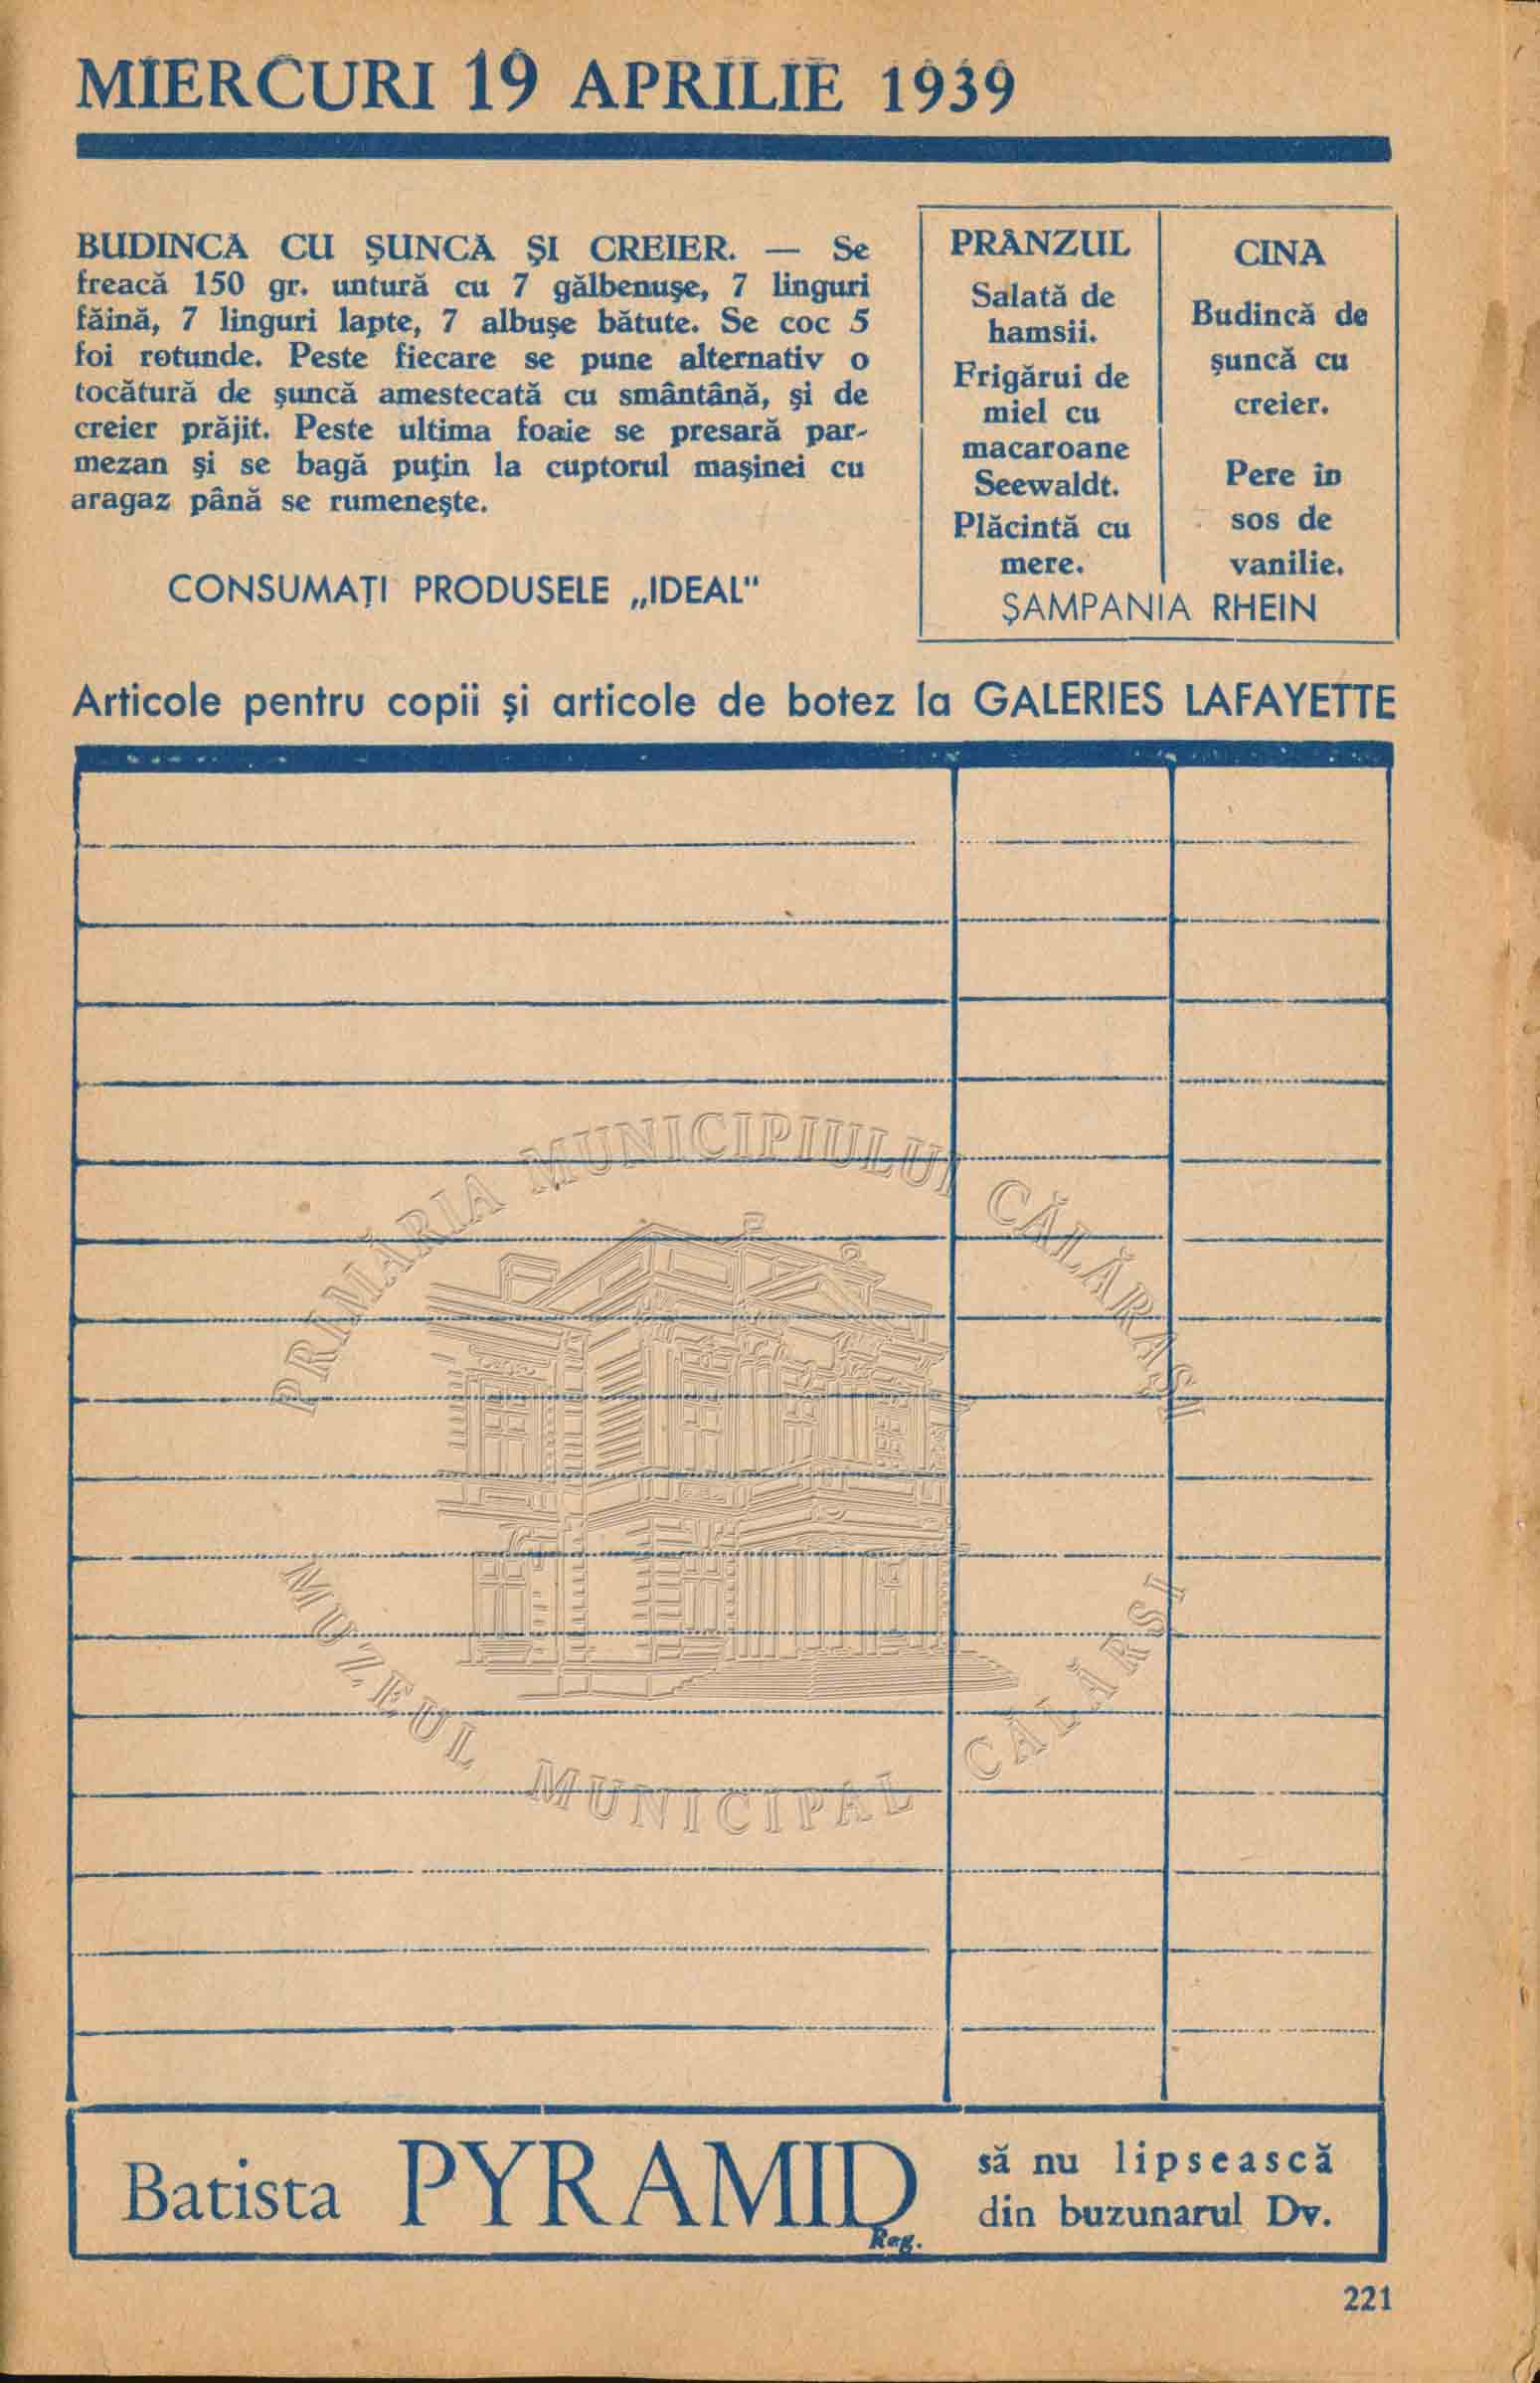 MIERCURI 19 APRILIE 1939
BUDINCA CU ŞUNCĂ ŞI CREIER. — Se
freacă 150 gr. untură cu 7 gălbenuşe, 7 linguri
făină, 7 linguri lapte, 7 albuşe bătute. Se coc 5
foi rotunde. Peste fiecare se pune alternativ o
tocătură de şuncă amestecată cu smântână, şi de
creier prăjit. Peste ultima foaie se presară par-
mezan şi se bagă puţin la cuptorul maşinei cu
aragaz până se rumeneşte.
CONSUMAŢI PRODUSELE „IDEAL"
PRÂNZUL
Salată de
hamsii.
Frigărui de
miel cu
macaroane
Seewaldt.
Plăcintă cu
mere.
CINA
Budincă de
şuncă cu
creier.
Pere în
sos de
vanilie.
ŞAMPANIA RHEIN
Articole pentru copii şi articole de botez la GALERIES LAFAYETTE
PRIMĂRIA MUNICIPIULUI CĂLĂRAŞI
MUZEUL MUNICIPAL CĂLĂRSI
Batista PYRAMID
Reg.
să nu lipsească
din buzunarul Dv.
221